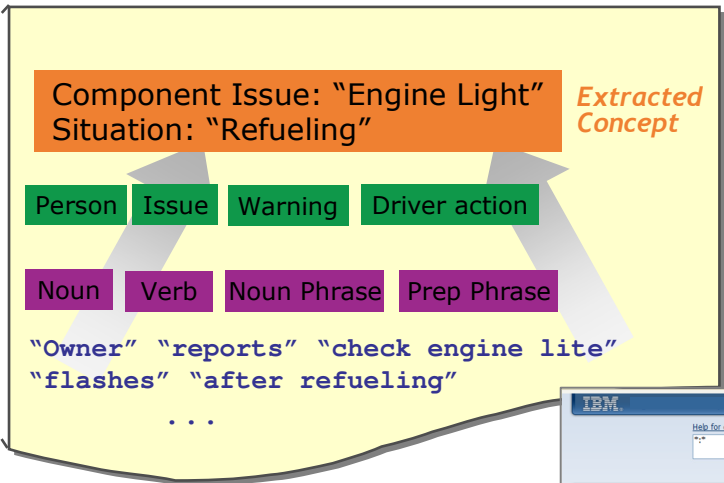 Component Issue: “Engine Light”
Situation: “Refueling”
Extracted
Concept
Person Issue Warning Driver action
Noun Verb Noun Phrase Prep Phrase
“Owner” “reports” “check engine lite”
“flashes” “after refueling”
...
IBM.
Help for
*:*